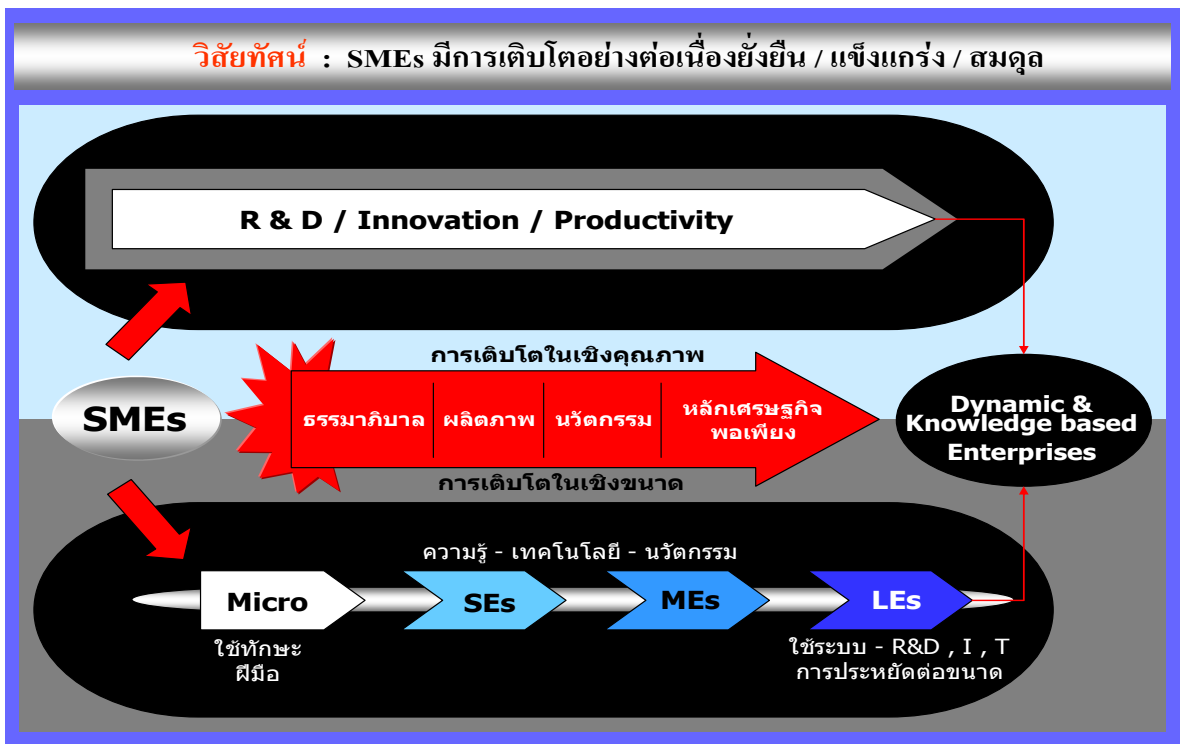 วิสัยทัศน์ : SMEs มีการเติบโตอย่างต่อเนื่องยั่งยืน / แข็งแกร่ง / สมดุล
R & D / Innovation / Productivity
การเติบโตในเชิงคุณภาพ
SMEs
ธรรมาภิบาล
ผลิตภาพ
นวัตกรรม
หลักเศรษฐกิจ
พอเพียง
Dynamic &
Knowledge based
Enterprises
การเติบโตในเชิงขนาด
ความรู้ - เทคโนโลยี - นวัตกรรม
Micro
SEs
MEs
LEs
ใช้ทักษะ
ฝีมือ
ใช้ระบบ - R&D , I , T
การประหยัดต่อขนาด